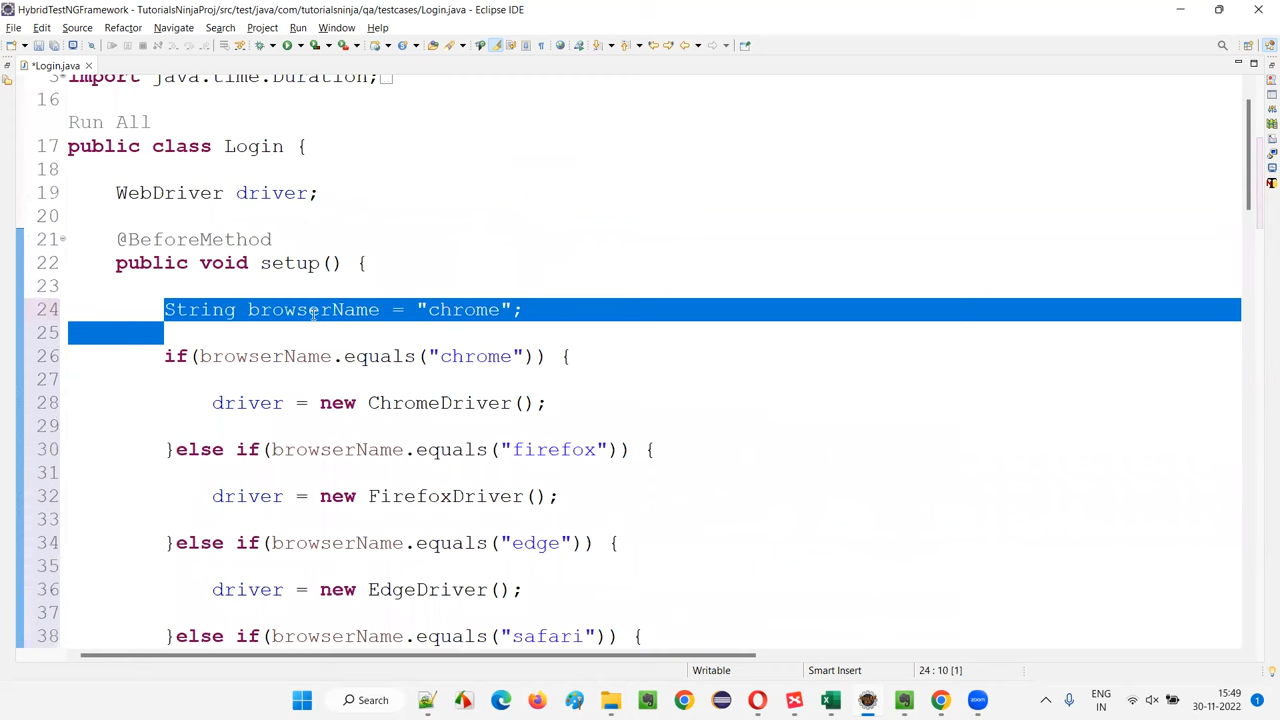 HybridTestNGFramework - TutorialsNinjaProj/src/test/java/com/tutorialsninja/qa/testcases/Login.java - Eclipse IDE
File Edit Source Refactor Navigate Search Project Run Window Help
*Login.java
3 import java.time.Duration;
16
Run All
17 public class Login {
18
19 WebDriver driver;
20
21 @BeforeMethod
22 public void setup() {
23
24 String browserName = "chrome";
25
26 if(browserName.equals("chrome")) {
27
28 driver = new ChromeDriver();
29
30 }else if(browserName.equals("firefox")) {
31
32 driver = new FirefoxDriver();
33
34 }else if(browserName.equals("edge")) {
35
36 driver = new EdgeDriver();
37
38 }else if(browserName.equals("safari")) {
Writable Smart Insert 24 : 10 [1]
Search
ENG 15:49
IN 30-11-2022